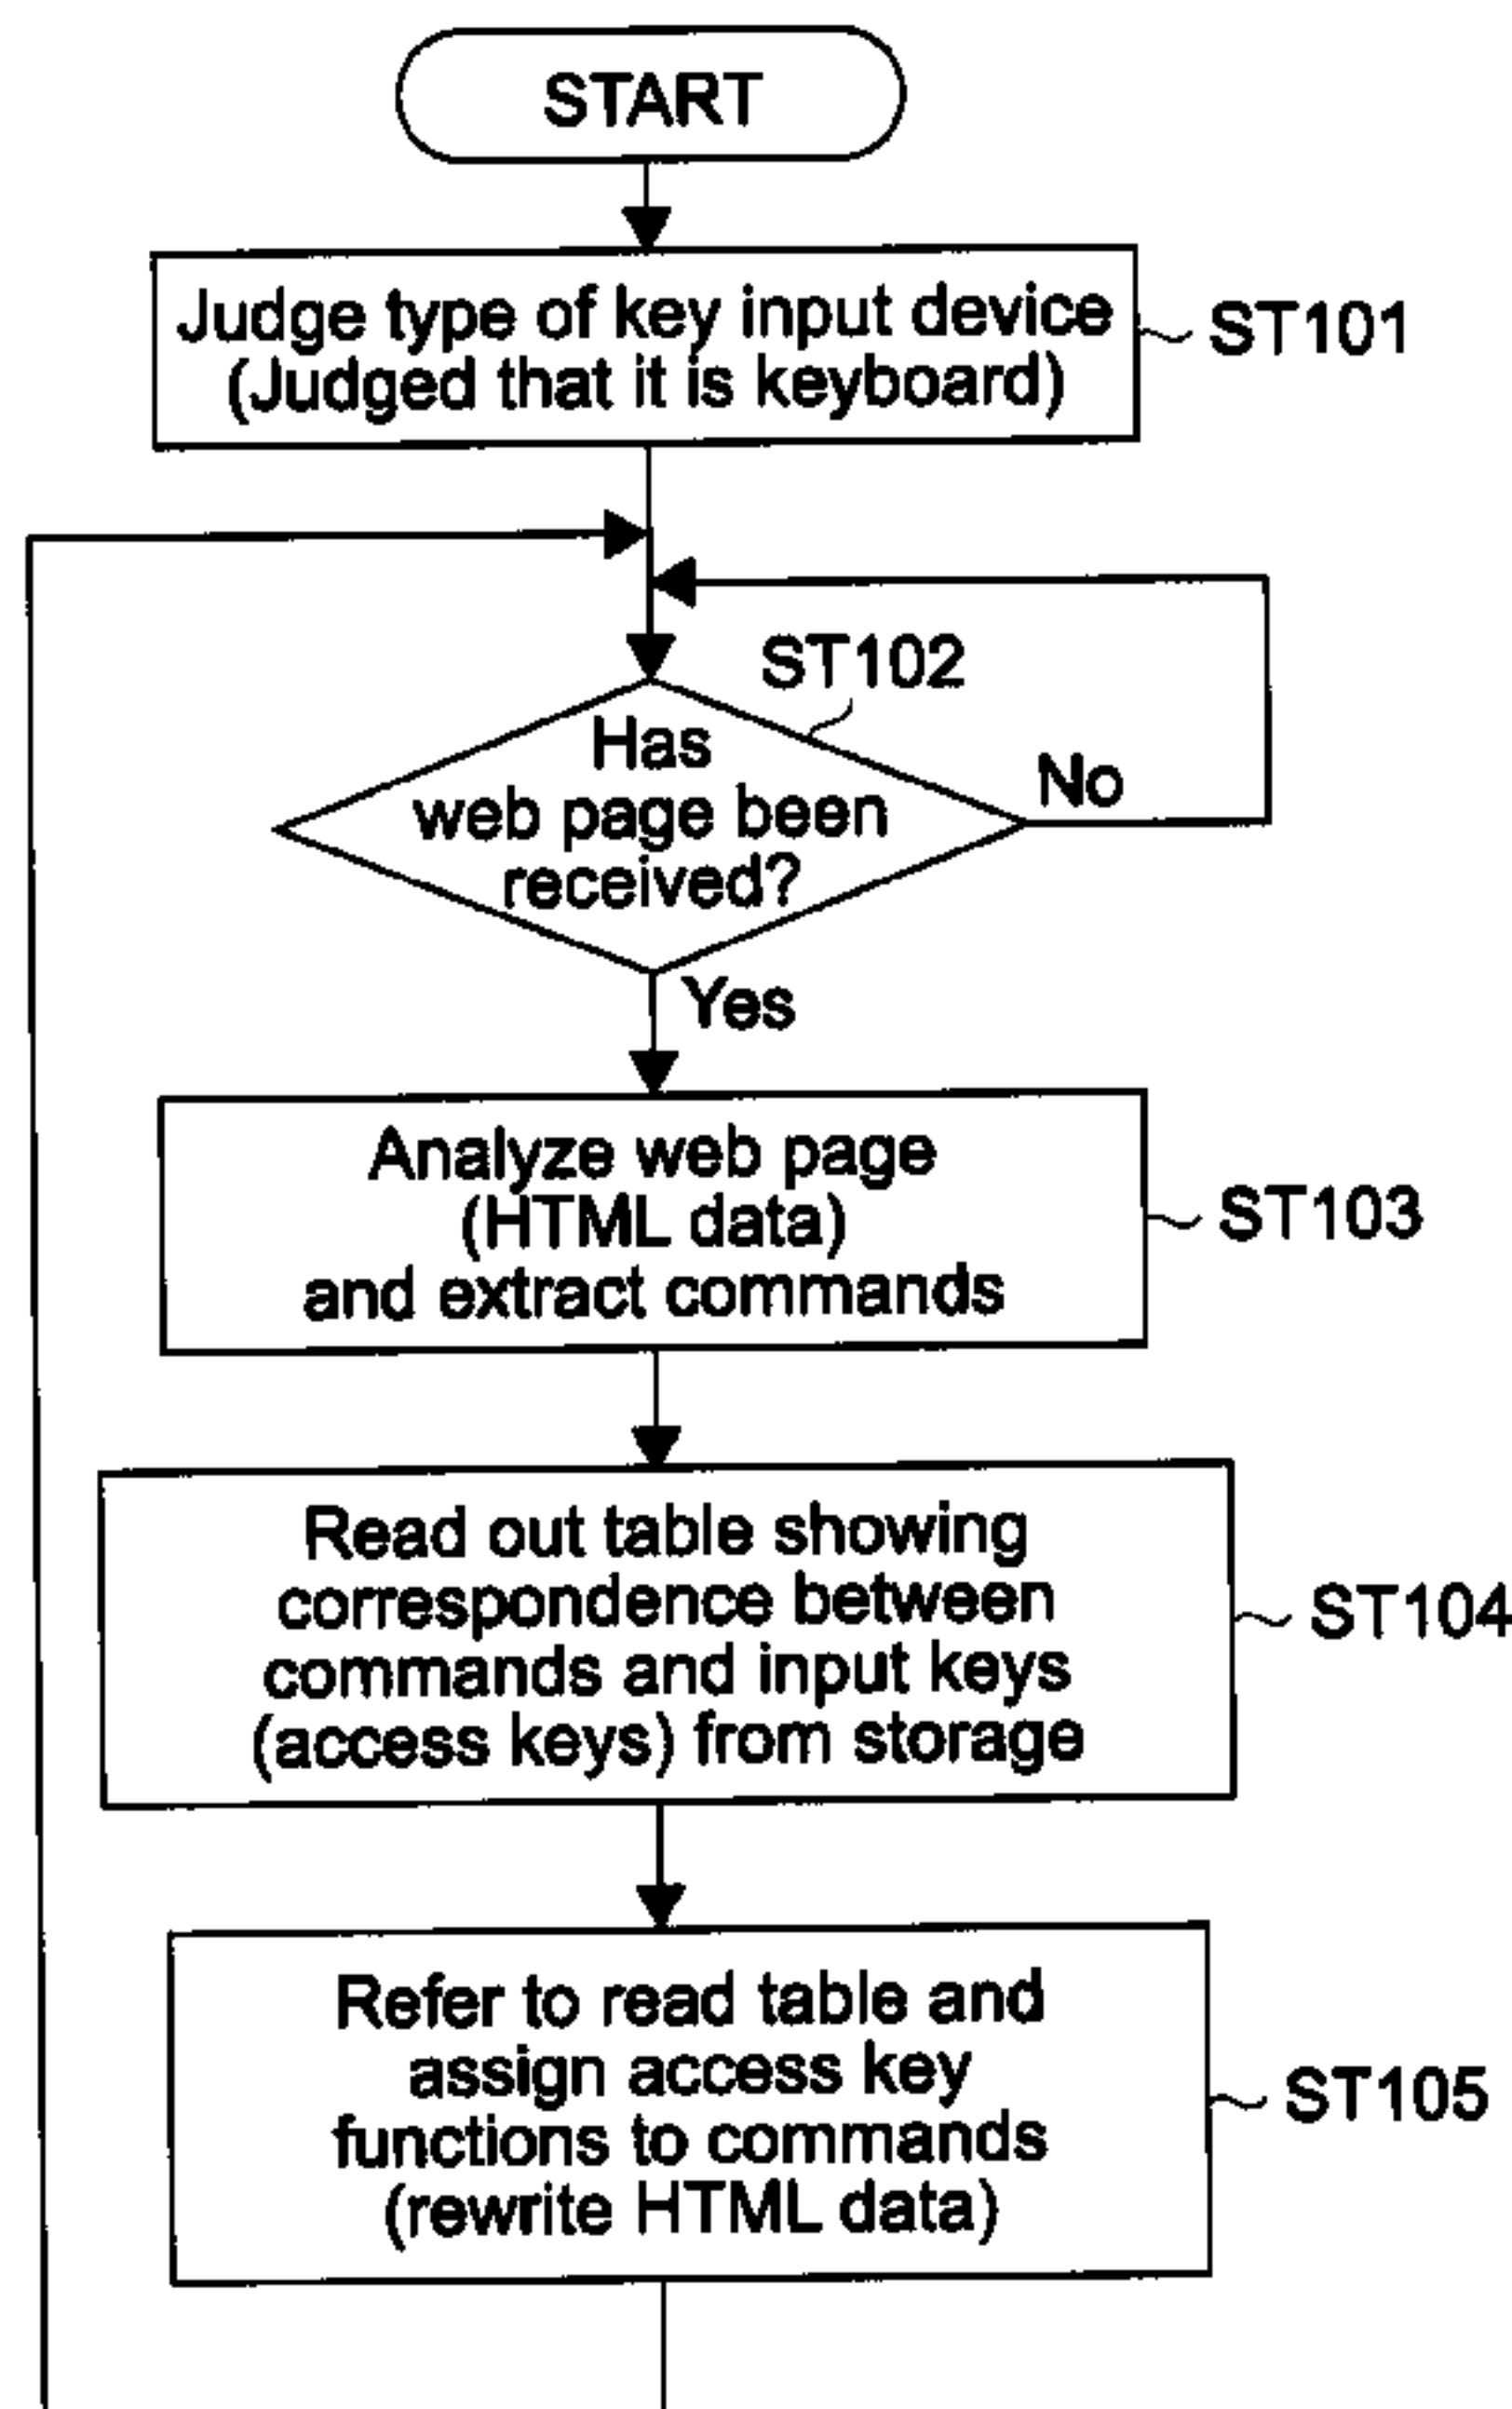 START
Judge type of key input device
(Judged that it is keyboard)
ST101
ST102
Has
web page been
received?
No
Yes
Analyze web page
(HTML data)
and extract commands
ST103
Read out table showing
correspondence between
commands and input keys
(access keys) from storage
ST104
Refer to read table and
assign access key
functions to commands
(rewrite HTML data)
ST105